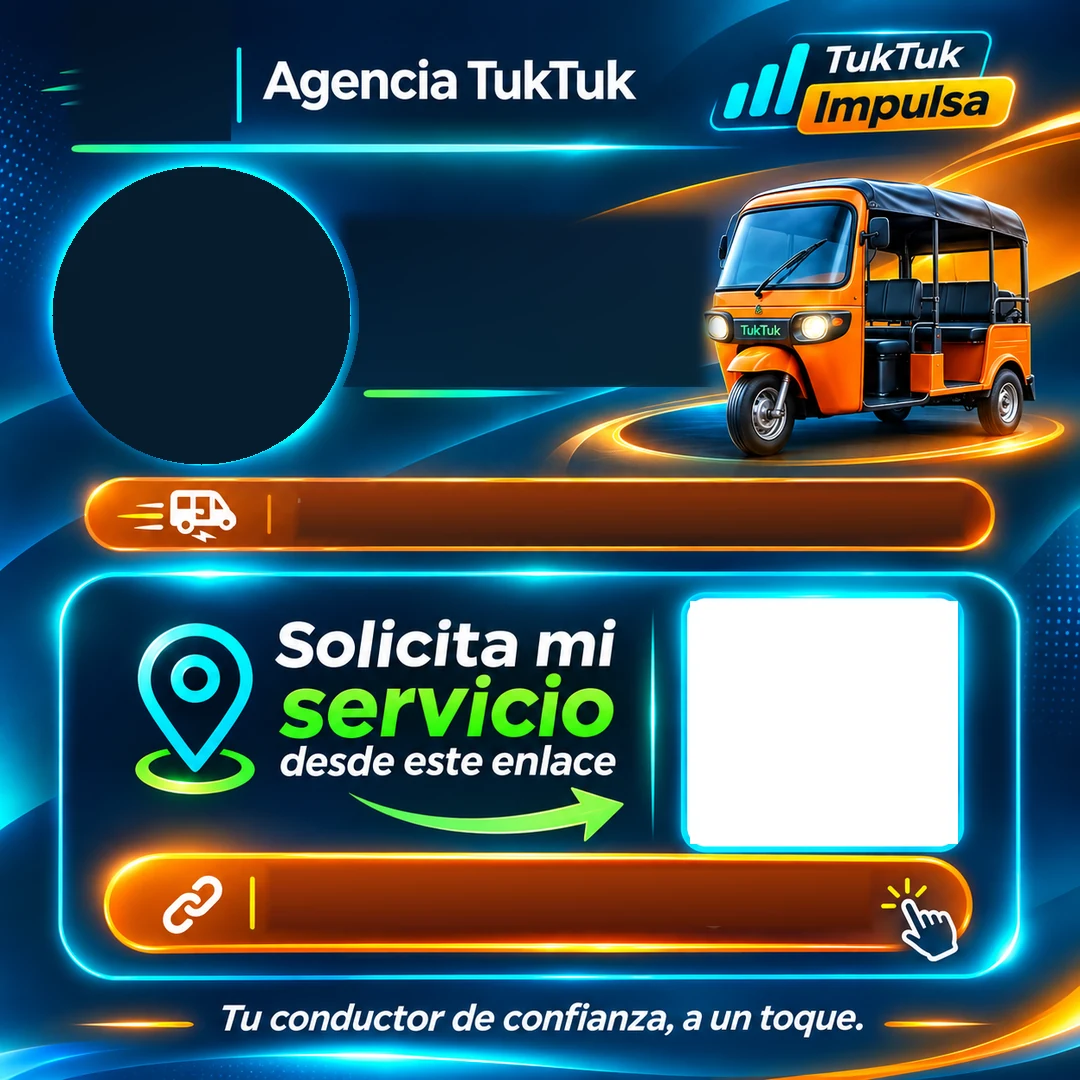 Agencia TukTuk
TukTuk
Impulsa
TukTuk
Solicita mi
servicio
desde este enlace
Tu conductor de confianza, a un toque.